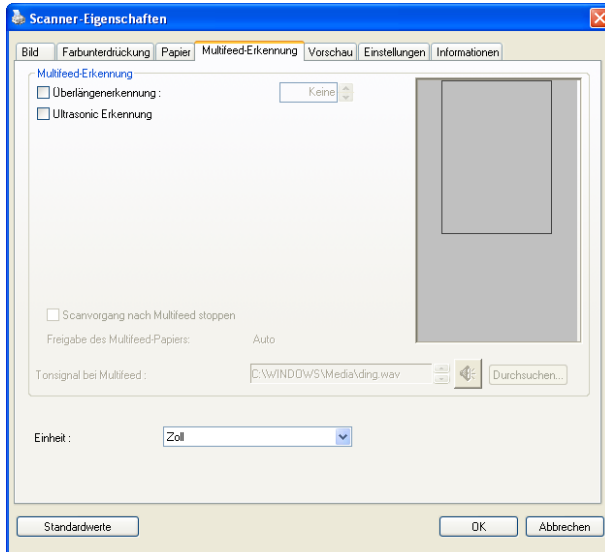 Scanner-Eigenschaften
Bild Farbunterdrückung Papier Multifeed-Erkennung Vorschau Einstellungen Informationen
Multifeed-Erkennung
Überlängenerkennung : Keine
Ultrasonic Erkennung
Scanvorgang nach Multifeed stoppen
Freigabe des Multifeed-Papiers: Auto
Tonsignal bei Multifeed : C:\WINDOWS\Media\ding.wav Durchsuchen...
Einheit : Zoll
Standardwerte OK Abbrechen